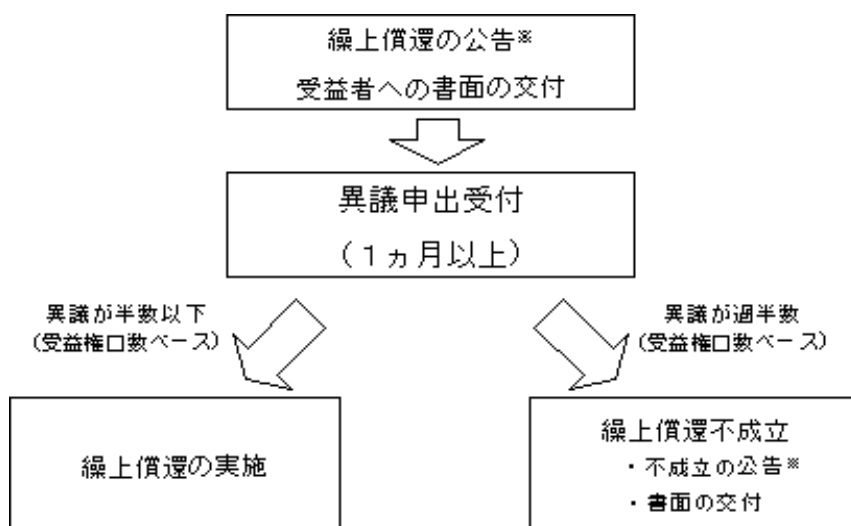 繰上償還の公告※
受益者への書面の交付
異議申出受付
（１ヵ月以上）
異議が半数以下
（受益権口数ベース）
異議が過半数
（受益権口数ベース）
繰上償還の実施
繰上償還不成立
・不成立の公告※
・書面の交付